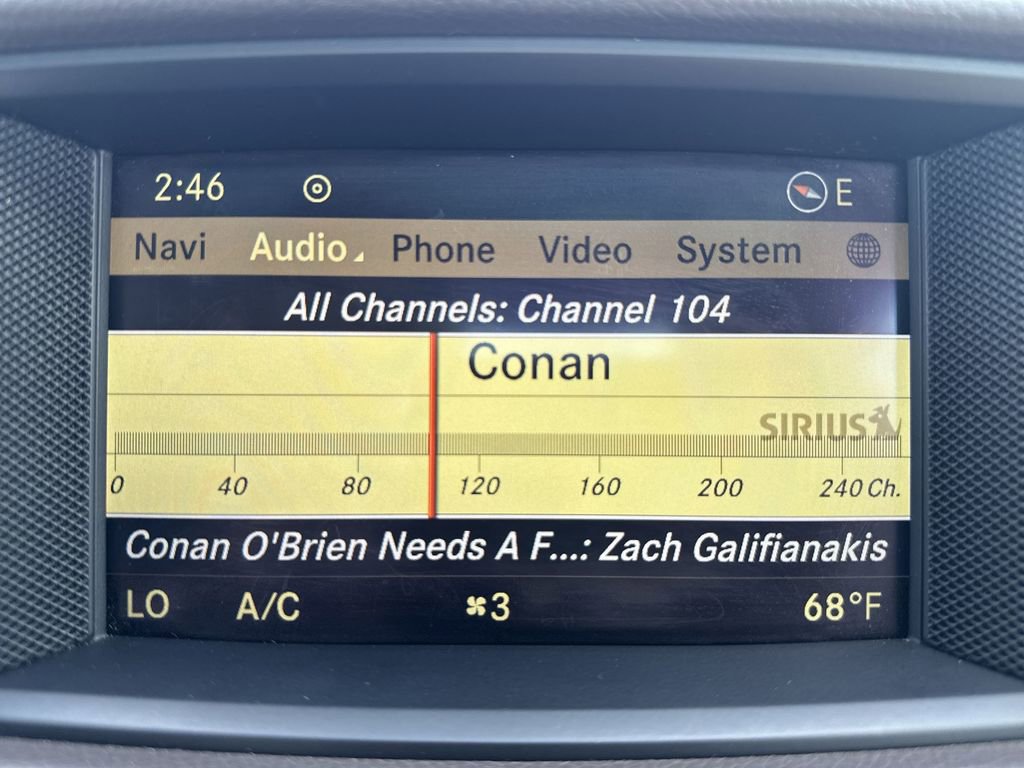 2:46 E
Navi Audio Phone Video System
All Channels: Channel 104
Conan
SIRIUS
0 40 80 120 160 200 240 Ch.
Conan O'Brien Needs A F...: Zach Galifianakis
LO A/C 3 68°F